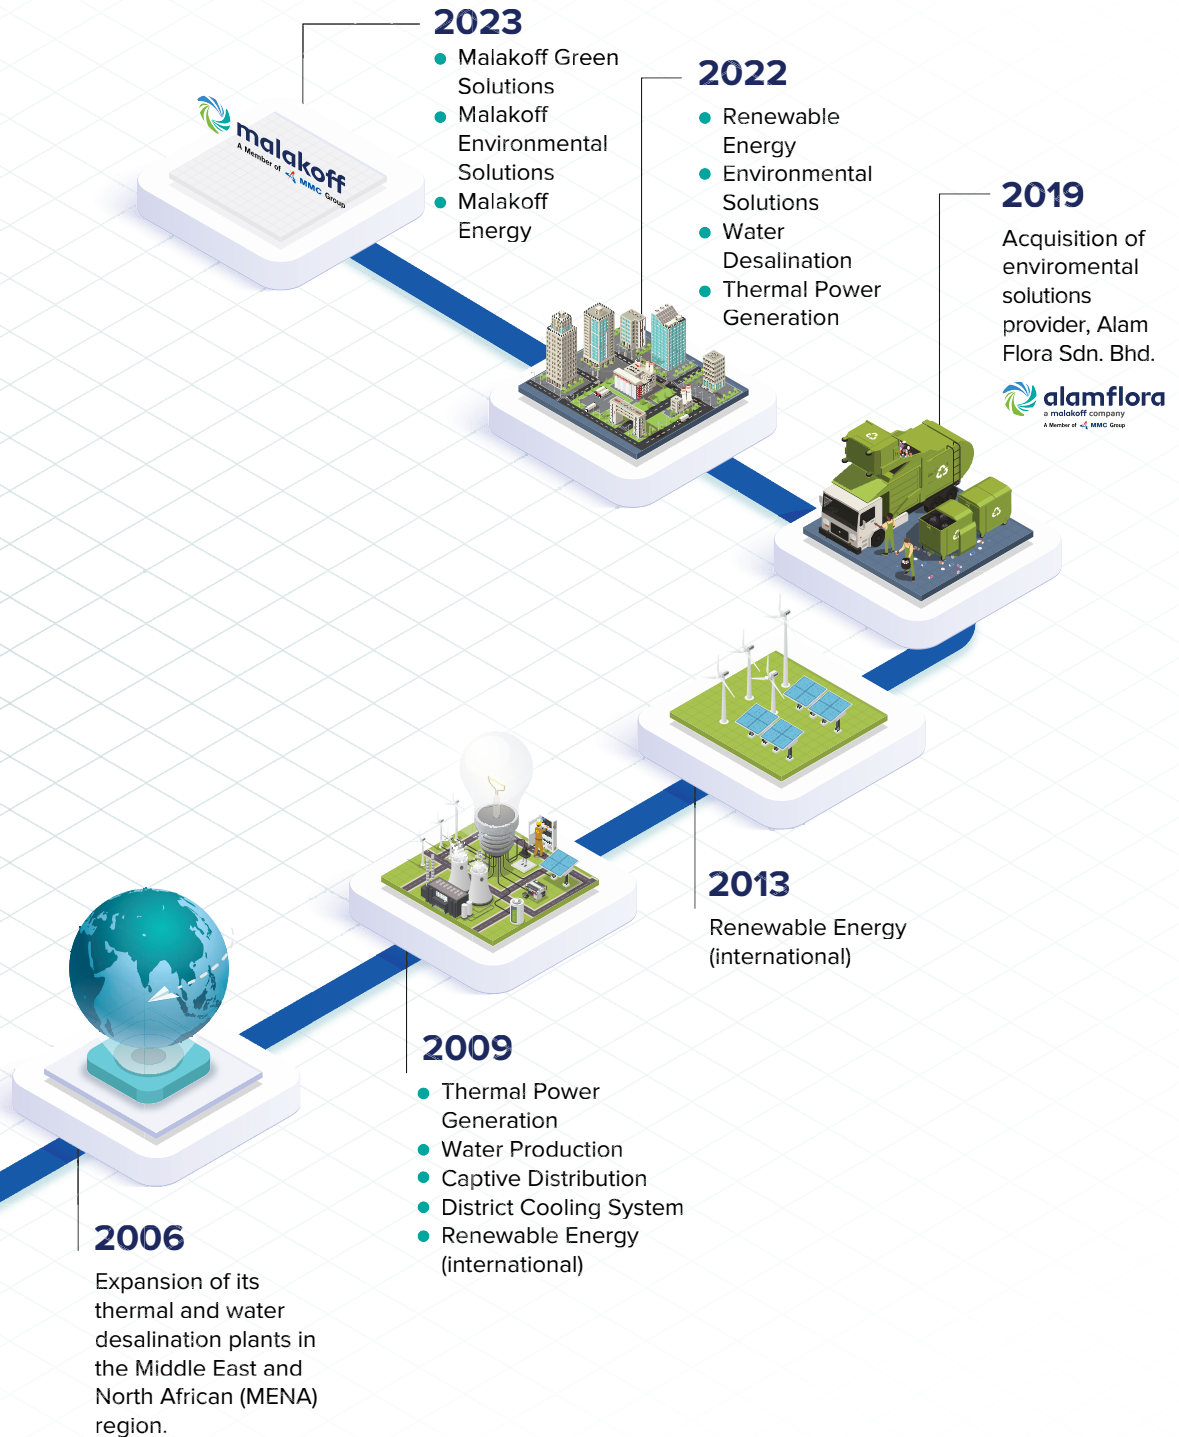 2023
Malakoff Green
Solutions
Malakoff
Environmental
Solutions
Malakoff
Energy
malakoff
A Member of MMC Group
2022
Renewable
Energy
Environmental
Solutions
Water
Desalination
Thermal Power
Generation
2019
Acquisition of
enviromental
solutions
provider, Alam
Flora Sdn. Bhd.
alamflora
a malakoff company
A Member of MMC Group
2013
Renewable Energy
(international)
2009
Thermal Power
Generation
Water Production
Captive Distribution
District Cooling System
Renewable Energy
(international)
2006
Expansion of its
thermal and water
desalination plants in
the Middle East and
North African (MENA)
region.